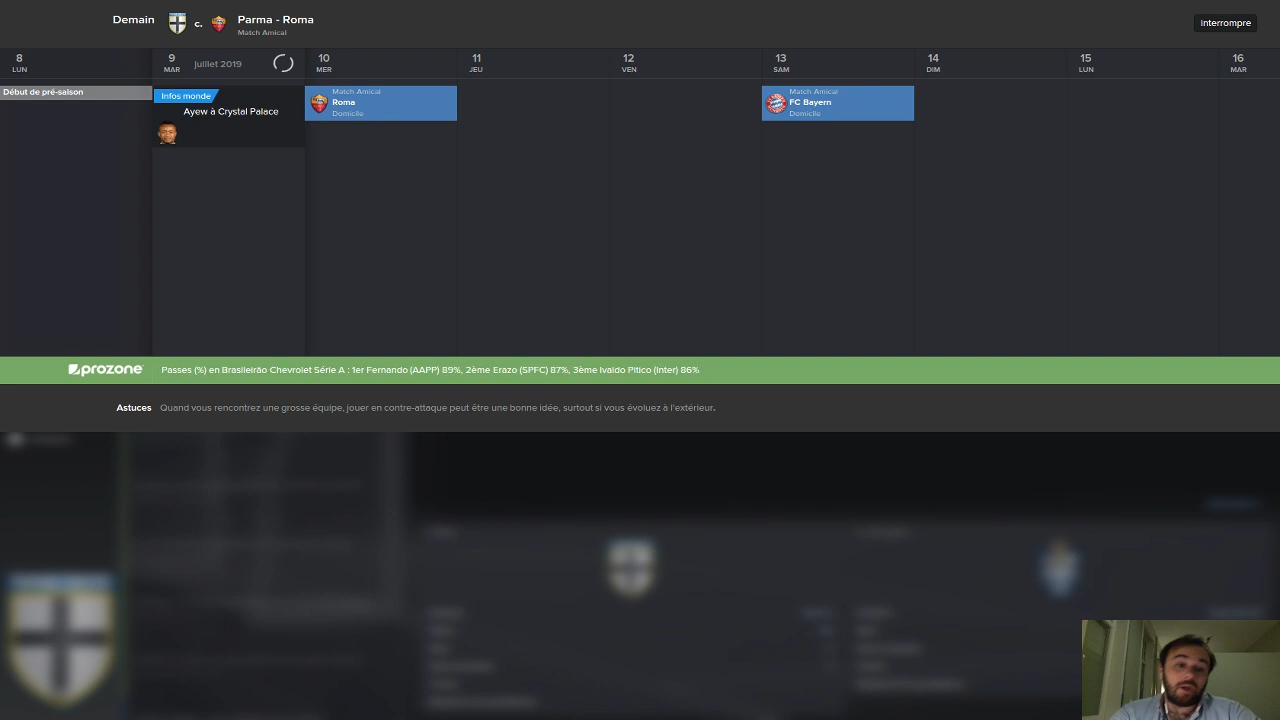 Demain
c.
Parma - Roma
Match Amical
Interrompre
8
LUN
9
MAR
juillet 2019
10
MER
11
JEU
12
VEN
13
SAM
14
DIM
15
LUN
16
MAR
Début de pré-saison
Infos monde
Ayew à Crystal Palace
Match Amical
Roma
Domicile
Match Amical
FC Bayern
Domicile
prozone
Passes (%) en Brasileirão Chevrolet Série A : 1er Fernando (AAPP) 89%, 2ème Erazo (SPFC) 87%, 3ème Ivaldo Pitico (Inter) 86%
Astuces Quand vous rencontrez une grosse équipe, jouer en contre-attaque peut être une bonne idée, surtout si vous évoluez à l'extérieur.